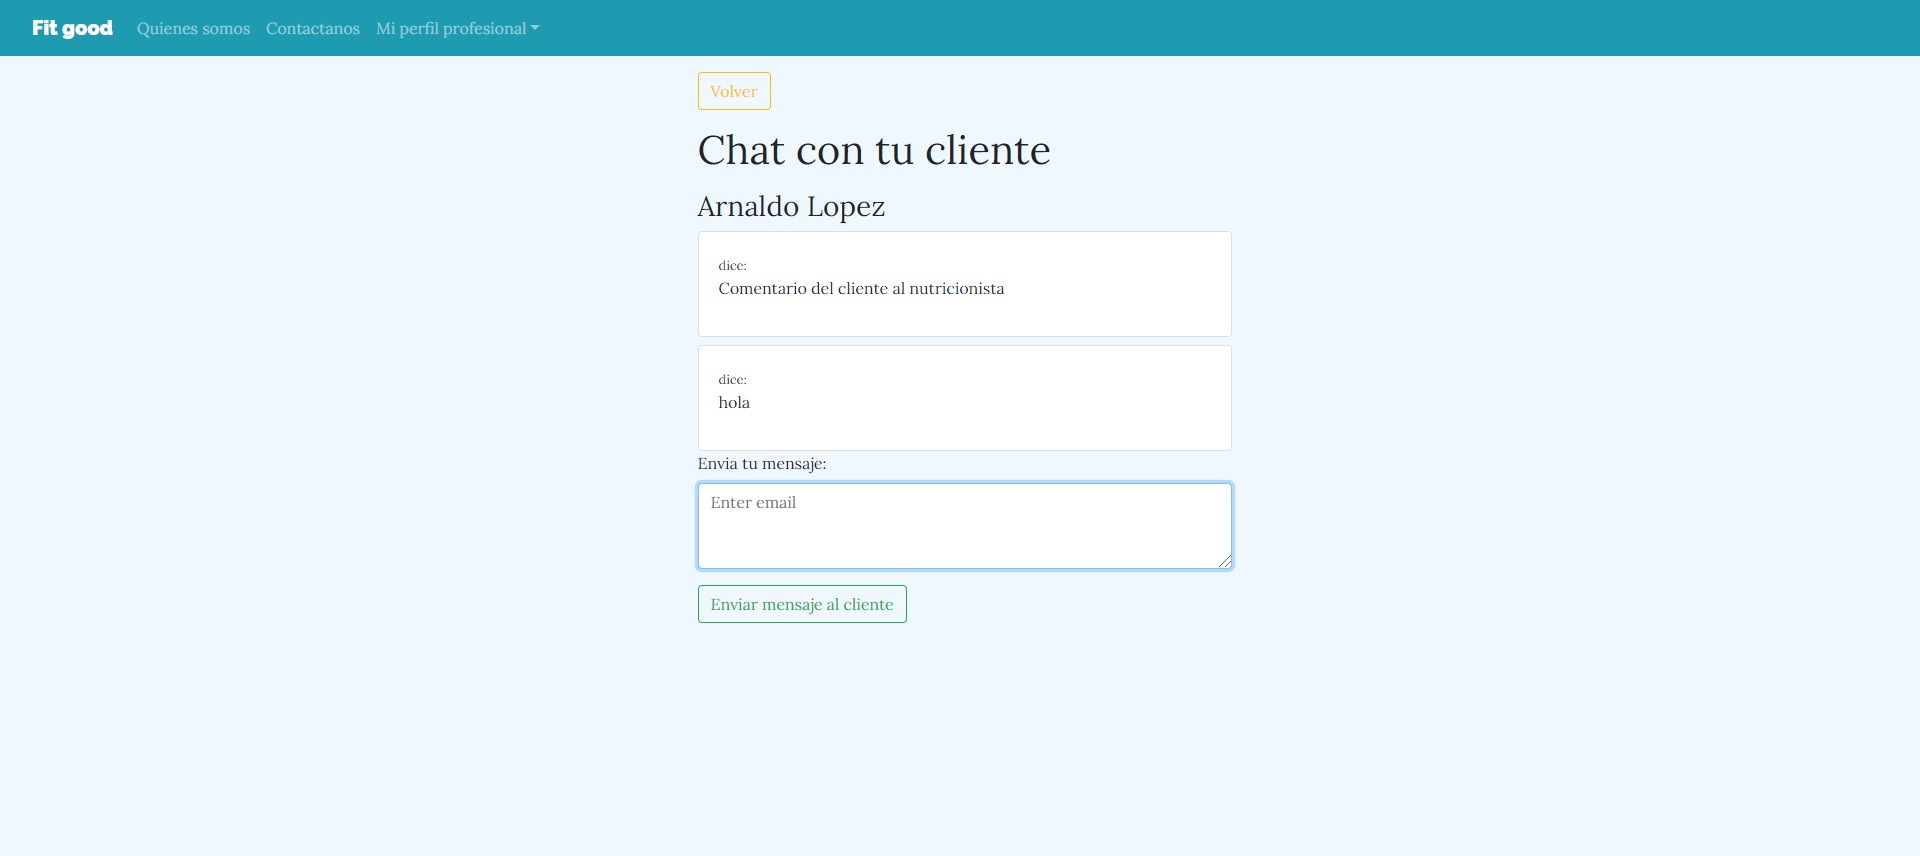 Fit good Quienes somos Contactanos Mi perfil profesional
Volver
Chat con tu cliente
Arnaldo Lopez
dice:
Comentario del cliente al nutricionista
dice:
hola
Envia tu mensaje:
Enter email
Enviar mensaje al cliente